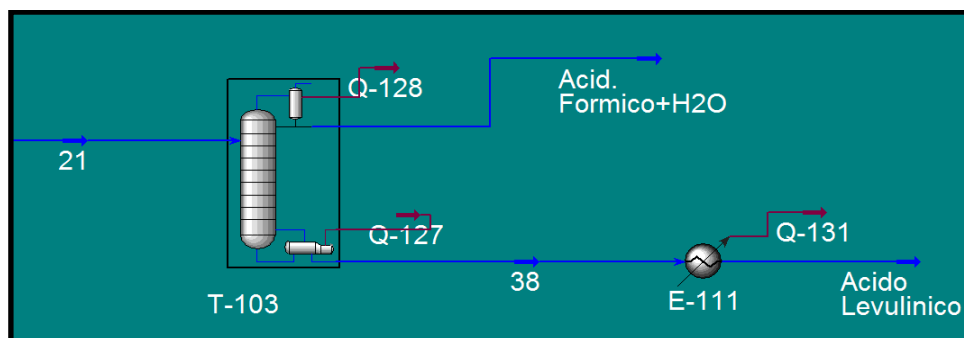 Q-128
Acid.
Formico+H2O
21
Q-127
Q-131
38
E-111
Acido
Levulinico
T-103